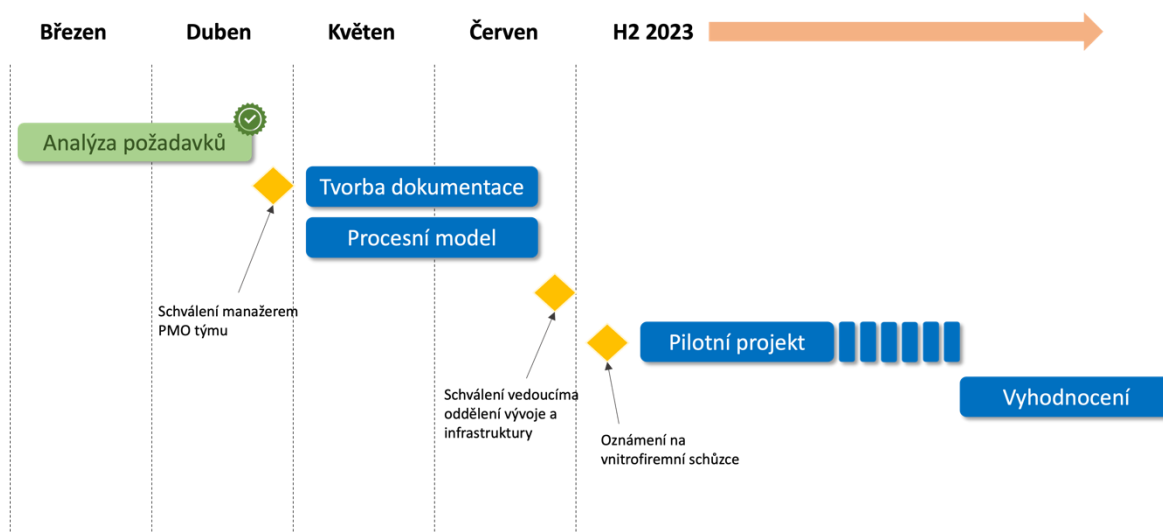 Březen
Duben
Květen
Červen
H2 2023
Analýza požadavků
Tvorba dokumentace
Procesní model
Schválení manažerem
PMO týmu
Pilotní projekt
Schválení vedoucíma
oddělení vývoje a
infrastruktury
Vyhodnocení
Oznámení na
vnitrofiremní schůzce